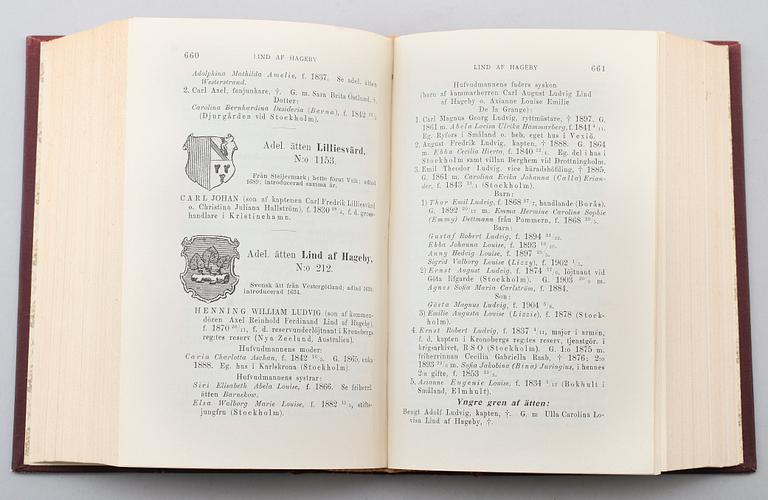 660 LIND AF HAGEBY
Adolphina Mathilda Amelie, f. 1837. Se adel. ätten
Westerstrand.
2. Carl Axel, fanjunkare, †. G. m. Sara Brita Östlund, †.
Dotter:
Carolina Bernhardina Desideria (Berna), f. 1842
(Djurgården vid Stockholm).
Adel. ätten Lilliesvärd,
N:o 1153.
Från Steijermark; hette förut Völk; adlad
1689; introducerad samma år.
CARL JOHAN (son af kaptenen Carl Fredrik Lilliesvärd
o. Christina Juliana Hallström), f. 1830, f. d. gross-
handlare i Kristinehamn.
Adel. ätten Lind af Hageby,
N:o 212.
Svensk ätt från Vestergötland; adlad
introducerad 1634.
HENNING WILLIAM LUDVIG (son af kommen-
dören Axel Reinhold Ferdinand Lind af Hageby),
f. 1870, f. d. reservunderlöjtnant i Kronobergs
reg:tes reserv (Nya Zeeland, Australien).
Hufvudmannens moder:
Maria Charlotta Aschan, f. 1842. G. 1865, enka
1888. Eg. hus i Karlskrona (Stockholm).
Hufvudmannens systrar:
Siri Elisabeth Abela Louise, f. 1866. Se friherrl.
ätten Barnekow.
Elsa Walborg Marie Louise, f. 1882, stifts-
jungfru (Stockholm).
LIND AF HAGEBY 661
Hufvudmannens faders syskon
(barn af kammarherren Carl August Ludvig Lind
af Hageby o. Axianne Louise Emilie
De la Grange):
1. Carl Magnus Georg Ludvig, ryttmästare, † 1897. G.
1861 m. Abela Lovisa Ulrika Hammarberg, f. 1841
Eg. Ryfors i Småland o. beb. eget hus i Vexiö.
2. August Fredrik Ludvig, kapten, † 1888. G. 1864
m. Ebba Cecilia Hierta, f. 1840. Eg. del i hus i
Stockholm samt villan Berghem vid Drottningholm.
3. Emil Theodor Ludvig, vice häradshöfding, † 1885.
G. 1861 m. Carolina Erika Johanna (Calla) Erian-
der, f. 1843 (Stockholm).
Barn:
1) Thor Emil Ludvig, f. 1868, handlande (Borås).
G. 1892 m. Emma Hermine Caroline Sophie
(Emmy) Dettmann från Pommern, f. 1868
Barn:
Gustaf Robert Ludvig, f. 1894
Ebba Johanna Louise, f. 1893
Anny Hedvig Louise, f. 1897
Sigrid Valborg Louise (Lizzy), f. 1902
2) Ernst August Ludvig, f. 1874, löjtnant vid
Göta lifgarde (Stockholm). G. 1903 m.
Agnes Sofia Maria Carlström, f. 1884.
Son:
Gösta Magnus Ludvig, f. 1904
3) Emilie Augusta Louise (Lizzie), f. 1878 (Stock-
holm).
4. Ernst Robert Ludvig, f. 1837, major i armén,
f. d. kapten i Kronobergs reg:tes reserv, tjenstgör. i
krigsarkivet, RSO (Stockholm). G. 1:o 1875 m.
friherrinnan Cecilia Gabriella Raab, † 1876; 2:o
1893 m. Sofia Jakobina (Bina) Juringius, i hennes
2:a gifte, f. 1853
5. Axianne Eugenie Louise, f. 1834 (Bokhult i
Småland, Elmhult).
Yngre gren af ätten:
Bengt Adolf Ludvig, kapten, †. G. m Ulla Carolina Lo-
visa Lind af Hageby, †.